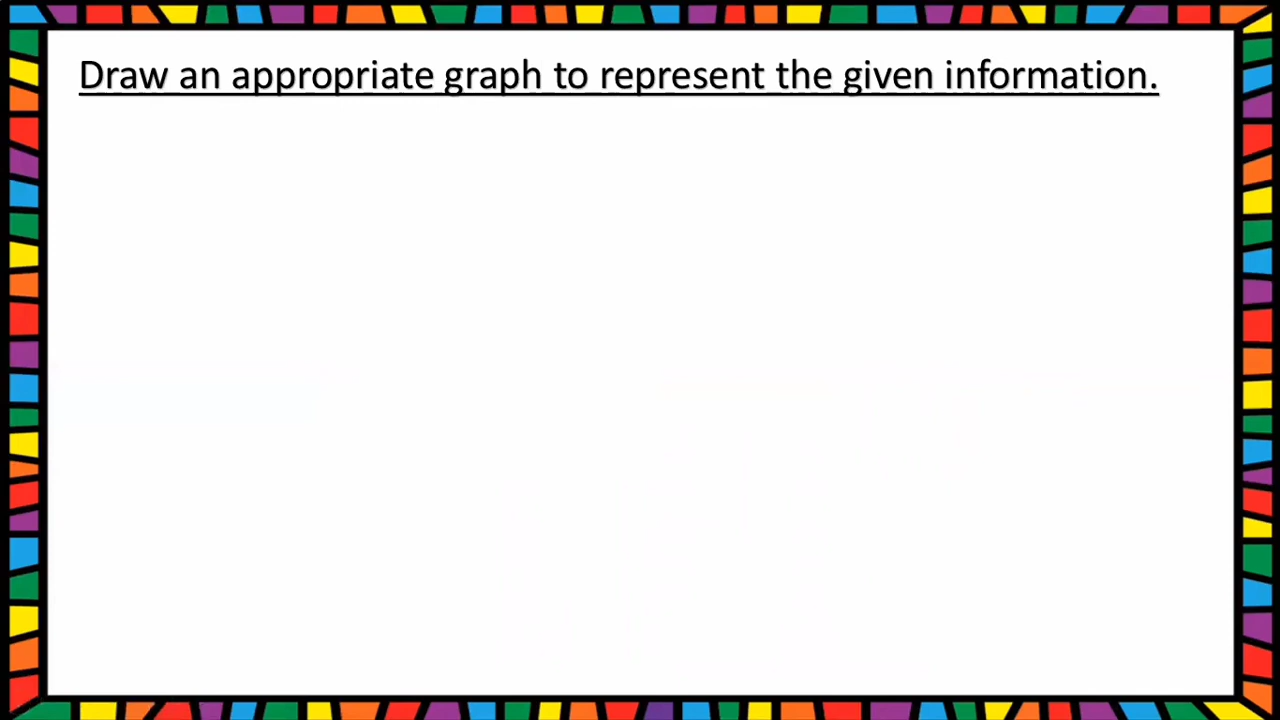 Draw an appropriate graph to represent the given information.